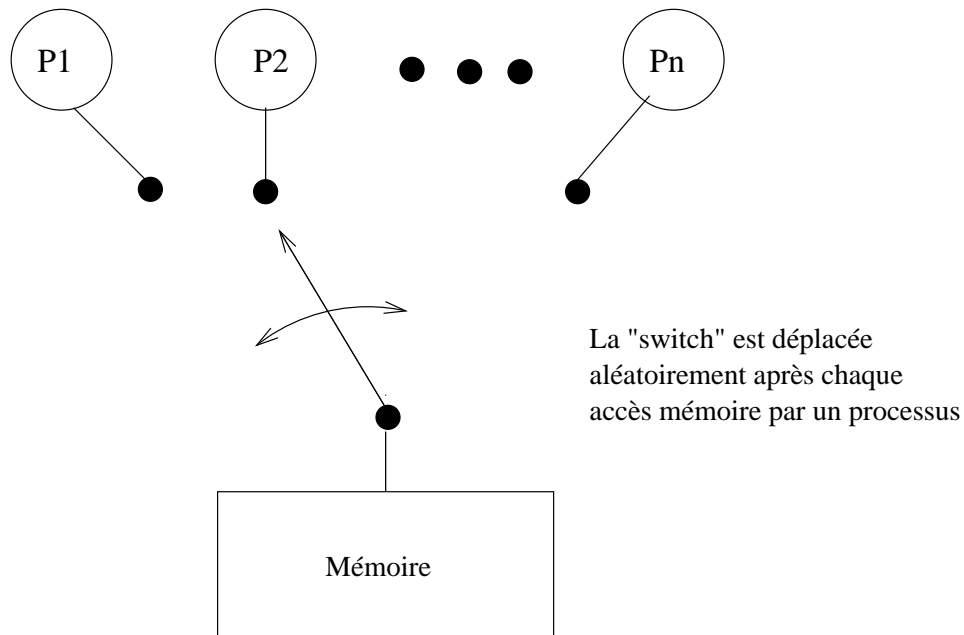 P1
P2
Pn
La "switch" est déplacée
aléatoirement après chaque
accès mémoire par un processus
Mémoire